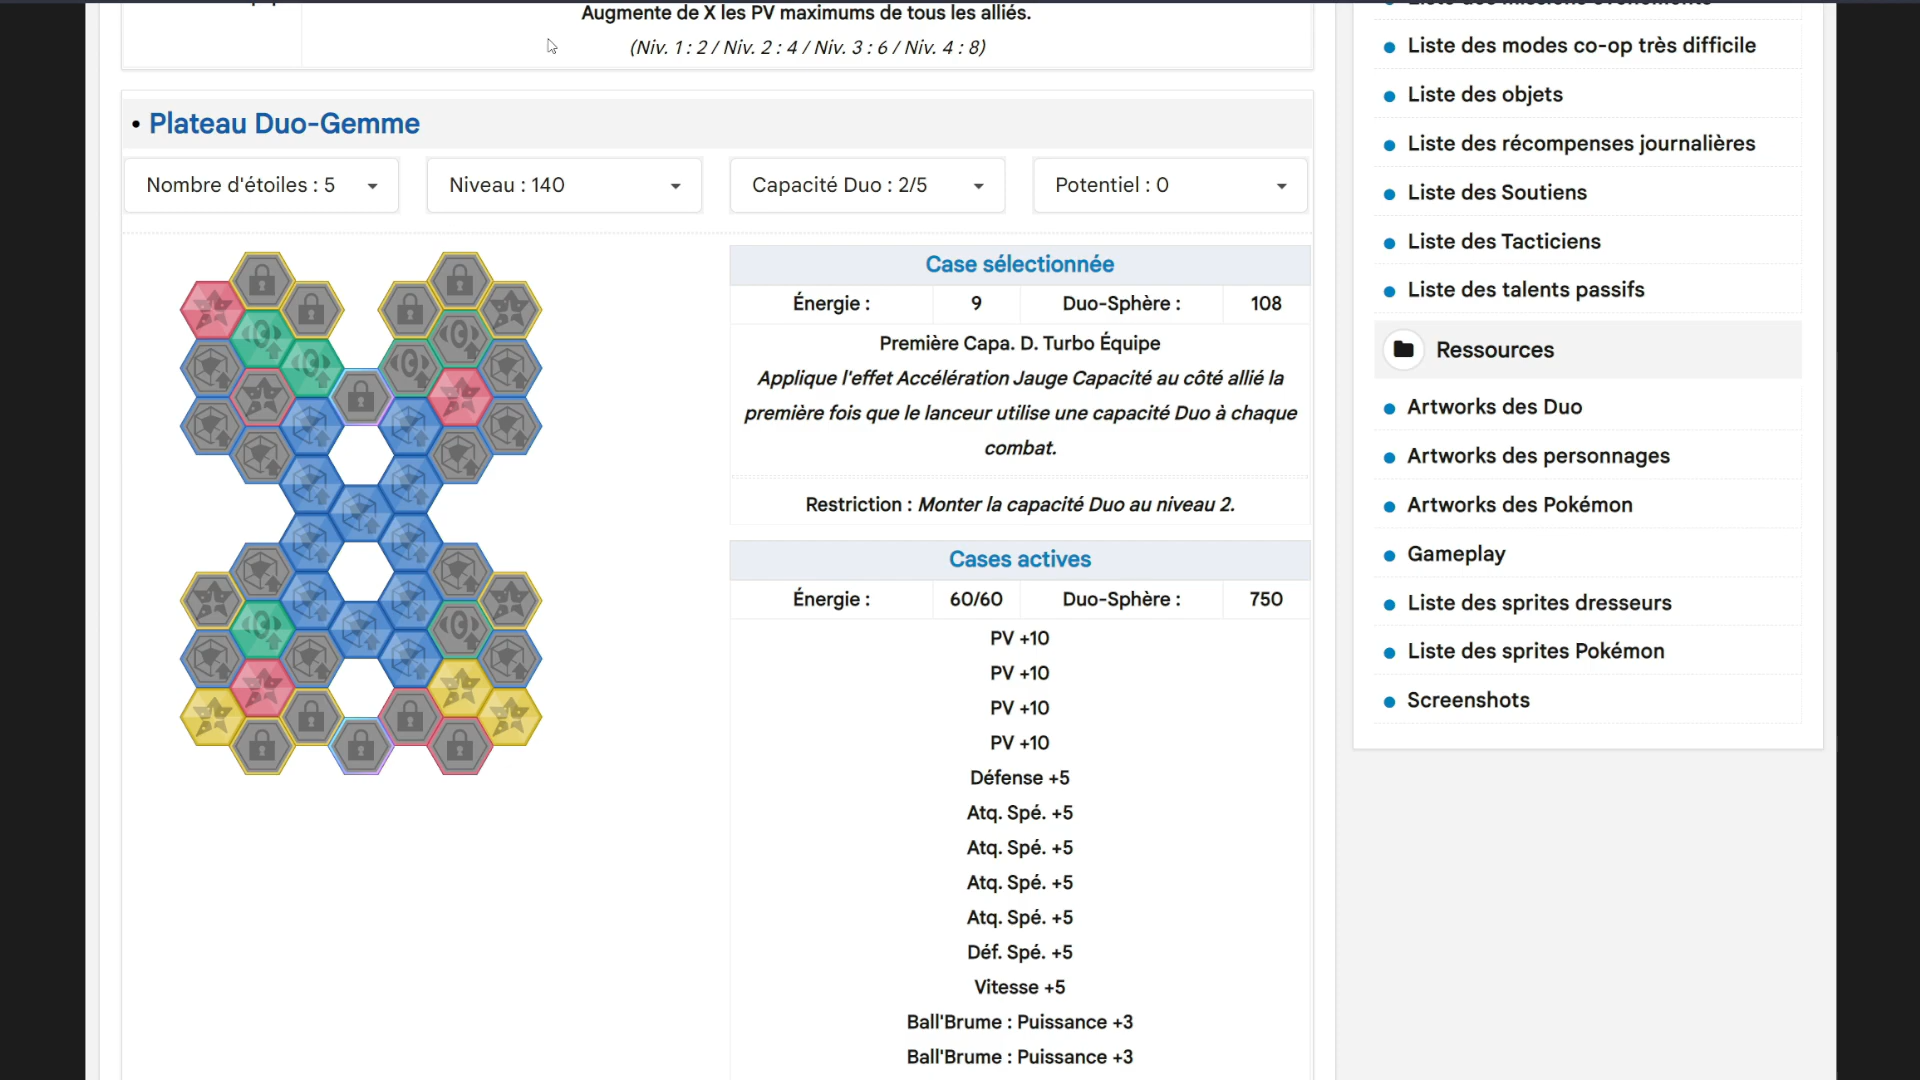 Augmente de X les PV maximums de tous les alliés.
(Niv. 1 : 2 / Niv. 2 : 4 / Niv. 3 : 6 / Niv. 4 : 8)
• Plateau Duo-Gemme
Nombre d'étoiles : 5
Niveau : 140
Capacité Duo : 2/5
Potentiel : 0
Case sélectionnée
Énergie : 9 Duo-Sphère : 108
Première Capa. D. Turbo Équipe
Applique l'effet Accélération Jauge Capacité au côté allié la
première fois que le lanceur utilise une capacité Duo à chaque
combat.
Restriction : Monter la capacité Duo au niveau 2.
Cases actives
Énergie : 60/60 Duo-Sphère : 750
PV +10
PV +10
PV +10
PV +10
Défense +5
Atq. Spé. +5
Atq. Spé. +5
Atq. Spé. +5
Atq. Spé. +5
Déf. Spé. +5
Vitesse +5
Ball'Brume : Puissance +3
Ball'Brume : Puissance +3
Liste des missions événements
Liste des modes co-op très difficile
Liste des objets
Liste des récompenses journalières
Liste des Soutiens
Liste des Tacticiens
Liste des talents passifs
Ressources
Artworks des Duo
Artworks des personnages
Artworks des Pokémon
Gameplay
Liste des sprites dresseurs
Liste des sprites Pokémon
Screenshots